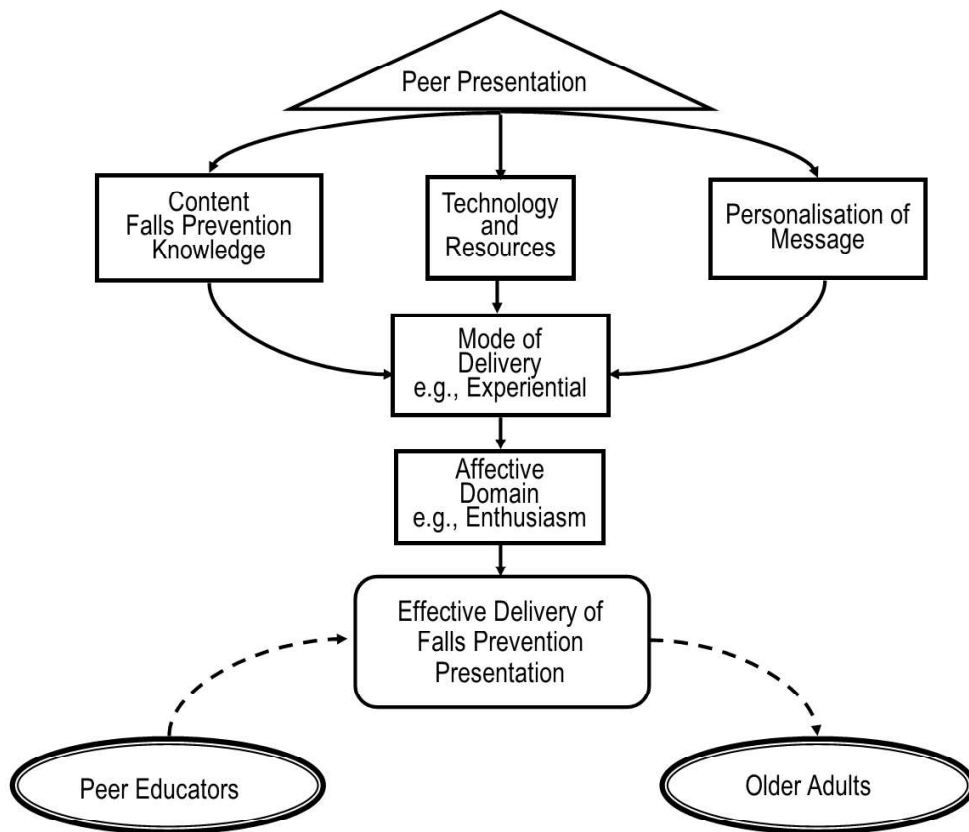 Peer Presentation
Content
Falls Prevention
Knowledge
Technology
and
Resources
Personalisation of
Message
Mode of
Delivery
e.g., Experiential
Affective
Domain
e.g., Enthusiasm
Effective Delivery of
Falls Prevention
Presentation
Peer Educators
Older Adults